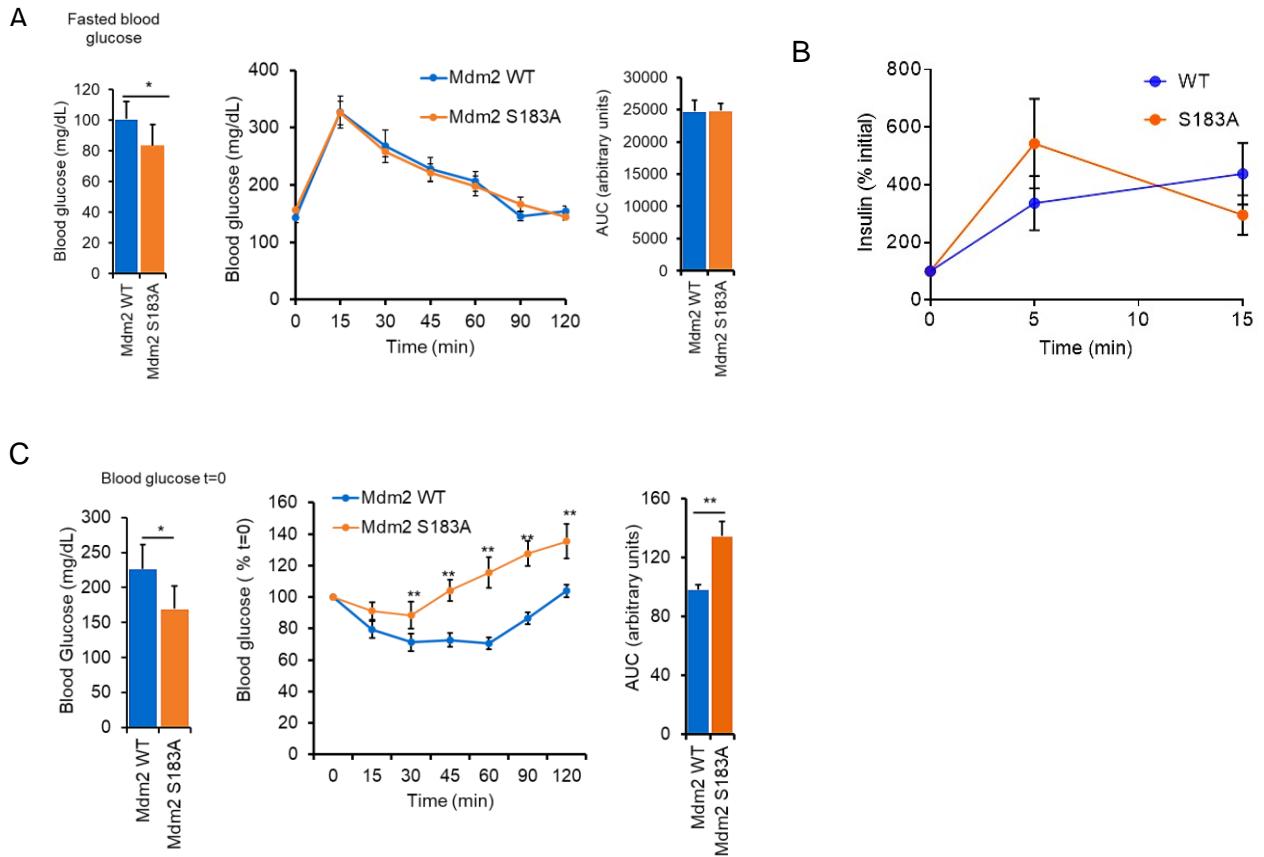 A
Fasted blood
glucose
Blood glucose (mg/dL)
120
100
80
60
40
20
0
*
Mdm2 WT
Mdm2 S183A
Blood glucose (mg/dL)
400
300
200
100
0
Mdm2 WT
Mdm2 S183A
0 15 30 45 60 90 120
Time (min)
AUC (arbitrary units)
30000
25000
20000
15000
10000
5000
0
Mdm2 WT
Mdm2 S183A
B
Insulin (% initial)
800
600
400
200
0
WT
S183A
0 5 10 15
Time (min)
C
Blood glucose t=0
Blood Glucose (mg/dL)
300
250
200
150
100
50
0
*
Mdm2 WT
Mdm2 S183A
Blood glucose ( % t=0)
160
140
120
100
80
60
40
20
0
Mdm2 WT
Mdm2 S183A
** ** ** ** **
0 15 30 45 60 90 120
Time (min)
AUC (arbitrary units)
160
120
80
40
0
**
Mdm2 WT
Mdm2 S183A